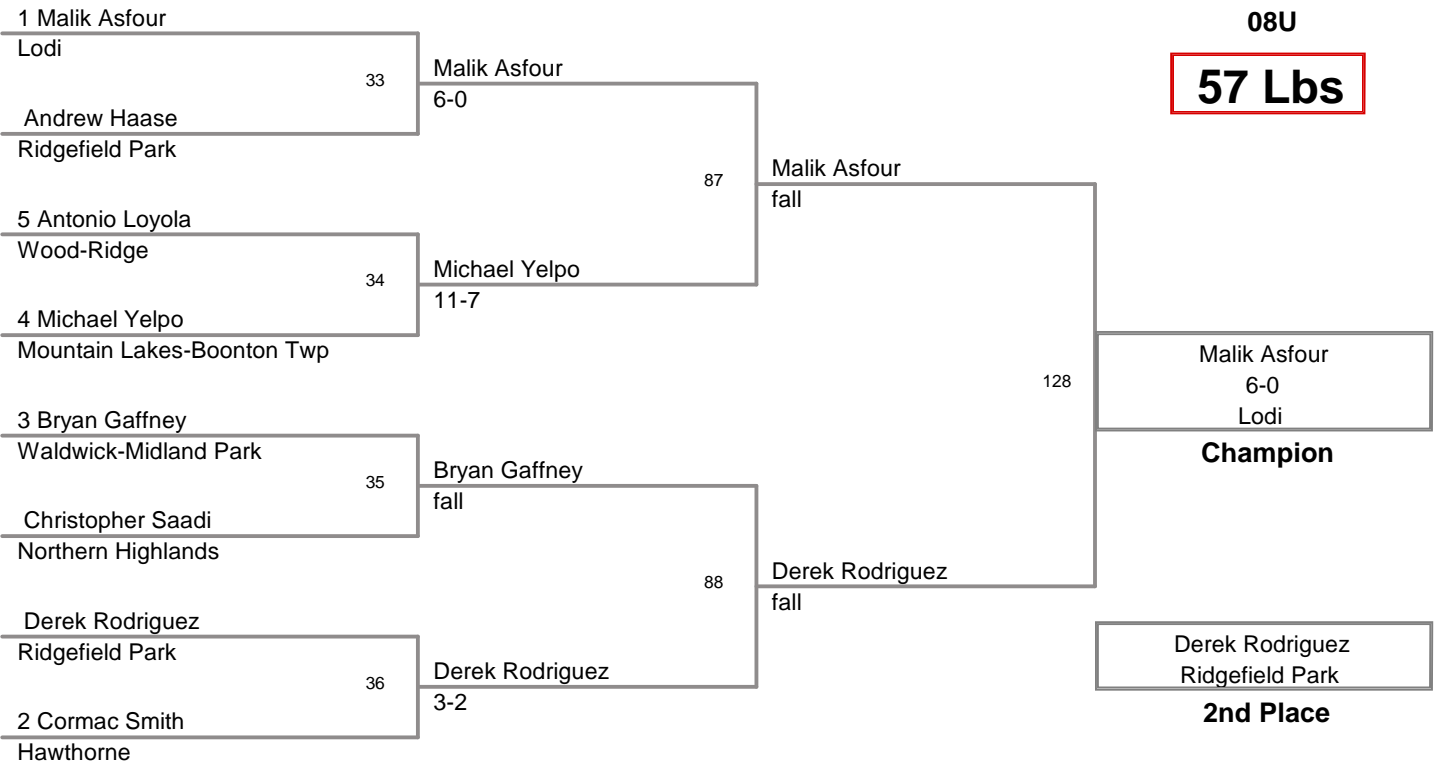 1 Malik Asfour
Lodi
33
Andrew Haase
Ridgefield Park
5 Antonio Loyola
Wood-Ridge
34
4 Michael Yelpo
Mountain Lakes-Boonton Twp
3 Bryan Gaffney
Waldwick-Midland Park
35
Christopher Saadi
Northern Highlands
Derek Rodriguez
Ridgefield Park
36
2 Cormac Smith
Hawthorne
Malik Asfour
6-0
87
Michael Yelpo
11-7
Bryan Gaffney
fall
88
Derek Rodriguez
3-2
Malik Asfour
fall
128
Derek Rodriguez
fall
08U
57 Lbs
Malik Asfour
6-0
Lodi
Champion
Derek Rodriguez
Ridgefield Park
2nd Place